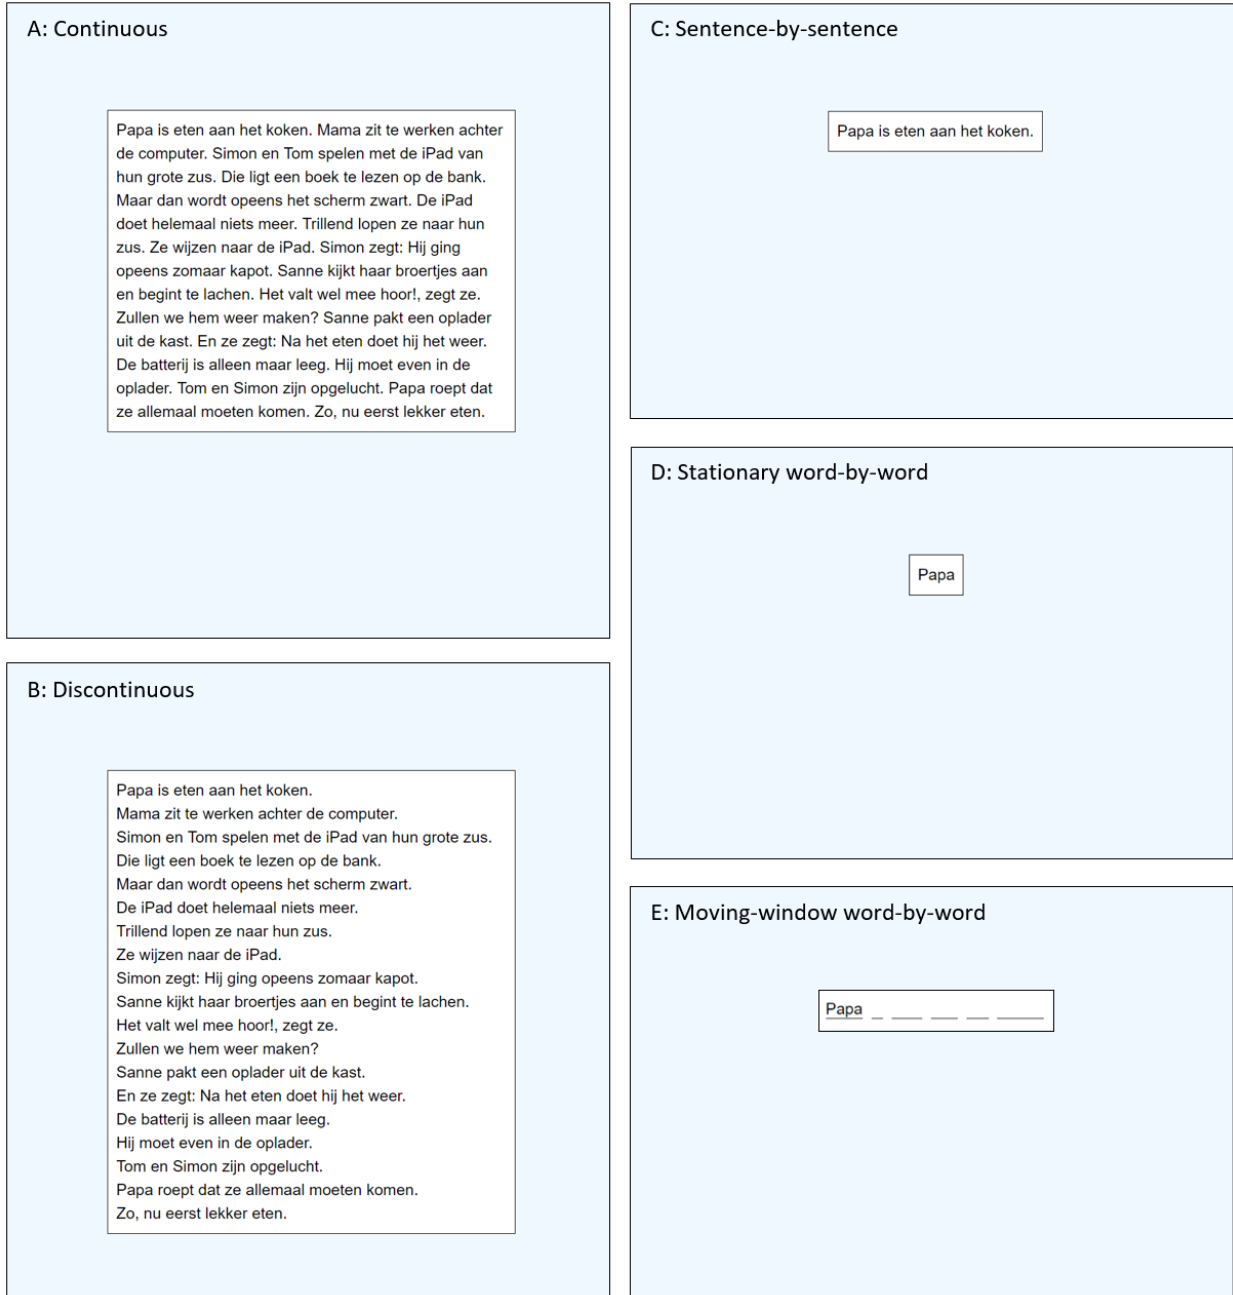 A: Continuous
Papa is eten aan het koken. Mama zit te werken achter
de computer. Simon en Tom spelen met de iPad van
hun grote zus. Die ligt een boek te lezen op de bank.
Maar dan wordt opeens het scherm zwart. De iPad
doet helemaal niets meer. Trillend lopen ze naar hun
zus. Ze wijzen naar de iPad. Simon zegt: Hij ging
opeens zomaar kapot. Sanne kijkt haar broertjes aan
en begint te lachen. Het valt wel mee hoor!, zegt ze.
Zullen we hem weer maken? Sanne pakt een oplader
uit de kast. En ze zegt: Na het eten doet hij het weer.
De batterij is alleen maar leeg. Hij moet even in de
oplader. Tom en Simon zijn opgelucht. Papa roept dat
ze allemaal moeten komen. Zo, nu eerst lekker eten.
B: Discontinuous
Papa is eten aan het koken.
Mama zit te werken achter de computer.
Simon en Tom spelen met de iPad van hun grote zus.
Die ligt een boek te lezen op de bank.
Maar dan wordt opeens het scherm zwart.
De iPad doet helemaal niets meer.
Trillend lopen ze naar hun zus.
Ze wijzen naar de iPad.
Simon zegt: Hij ging opeens zomaar kapot.
Sanne kijkt haar broertjes aan en begint te lachen.
Het valt wel mee hoor!, zegt ze.
Zullen we hem weer maken?
Sanne pakt een oplader uit de kast.
En ze zegt: Na het eten doet hij het weer.
De batterij is alleen maar leeg.
Hij moet even in de oplader.
Tom en Simon zijn opgelucht.
Papa roept dat ze allemaal moeten komen.
Zo, nu eerst lekker eten.
C: Sentence-by-sentence
Papa is eten aan het koken.
D: Stationary word-by-word
Papa
E: Moving-window word-by-word
Papa _ __ __ __ ___